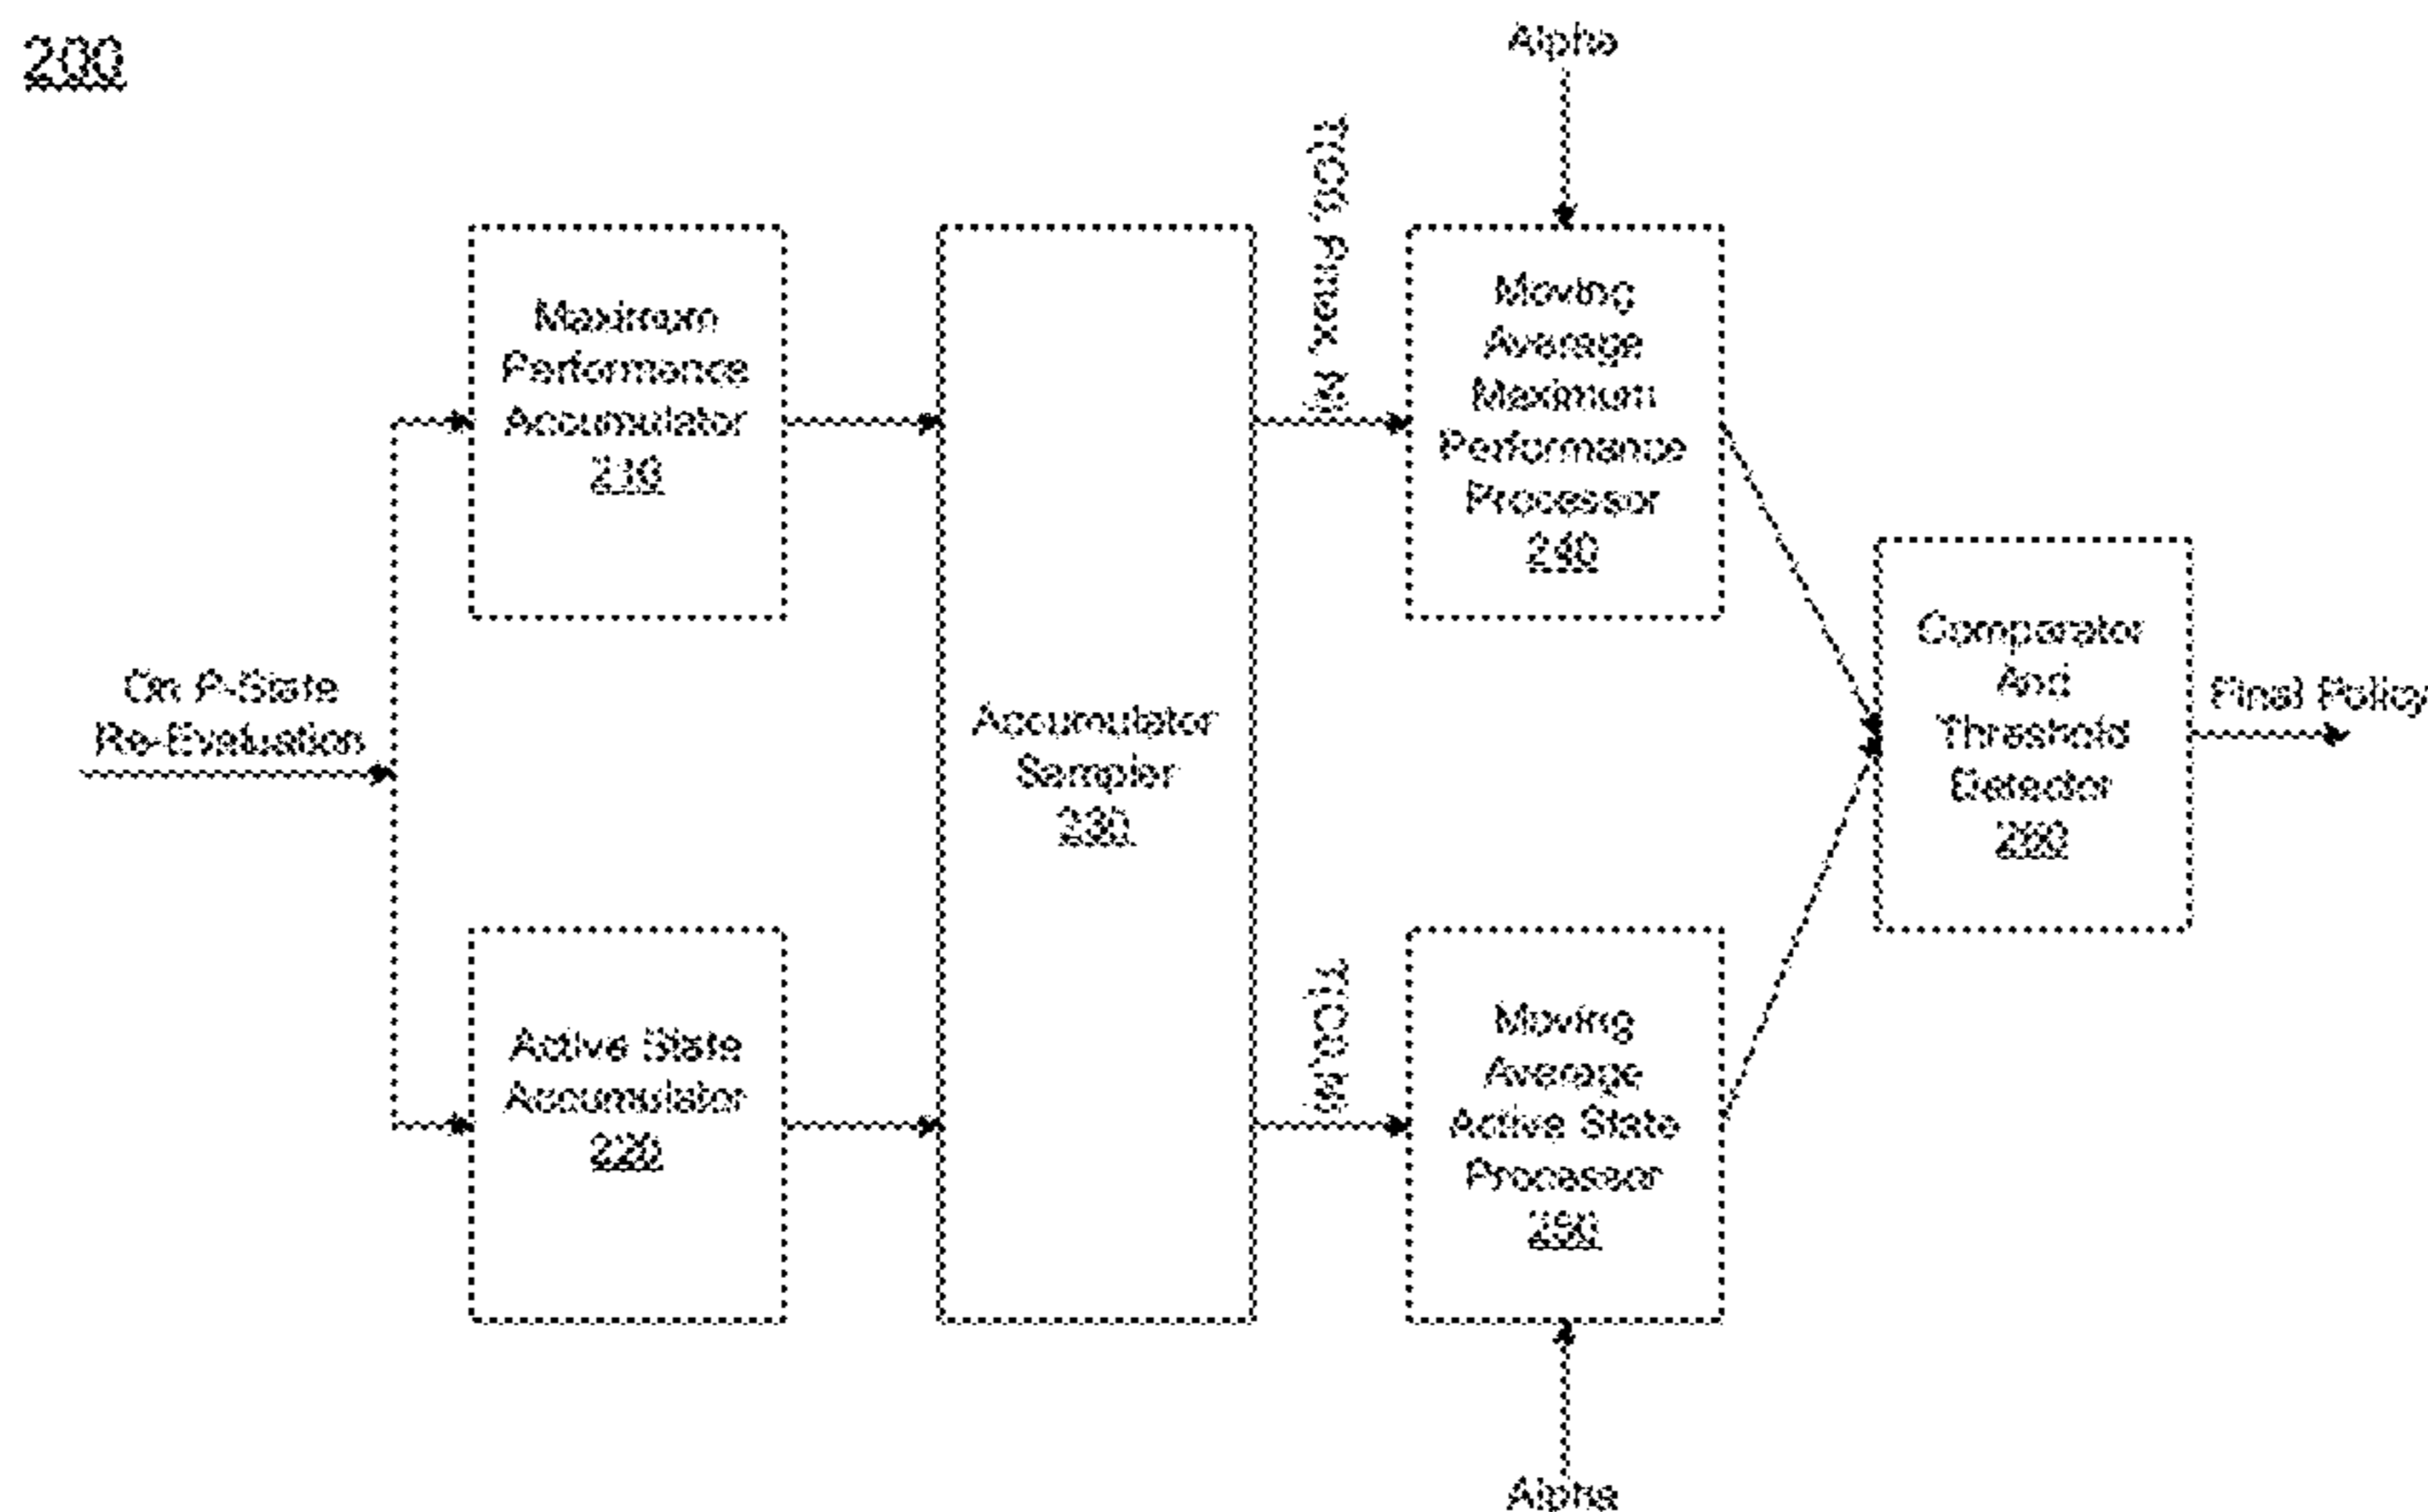 200
Alpha
Maximum
Performance
Accumulator
210
Moving
Average
Maximum
Performance
Processor
240
On P-State
Re-Evaluation
Accumulator
Sampler
230
Comparator
And
Threshold
Detector
260
Final Policy
Active State
Accumulator
220
Moving
Average
Active State
Processor
250
Alpha